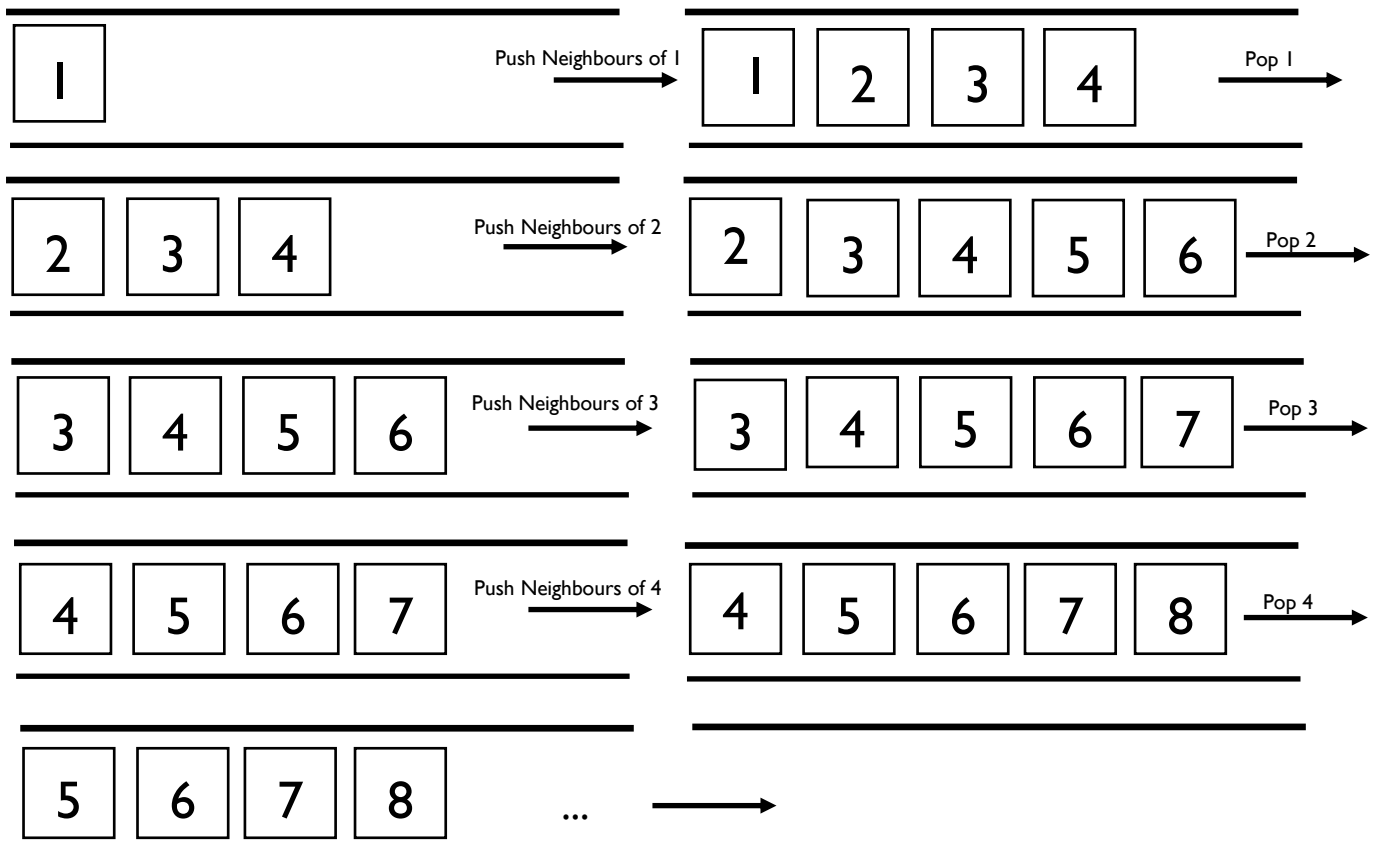 1 Push Neighbours of 1 1 2 3 4 Pop 1
2 3 4 Push Neighbours of 2 2 3 4 5 6 Pop 2
3 4 5 6 Push Neighbours of 3 3 4 5 6 7 Pop 3
4 5 6 7 Push Neighbours of 4 4 5 6 7 8 Pop 4
5 6 7 8 ...